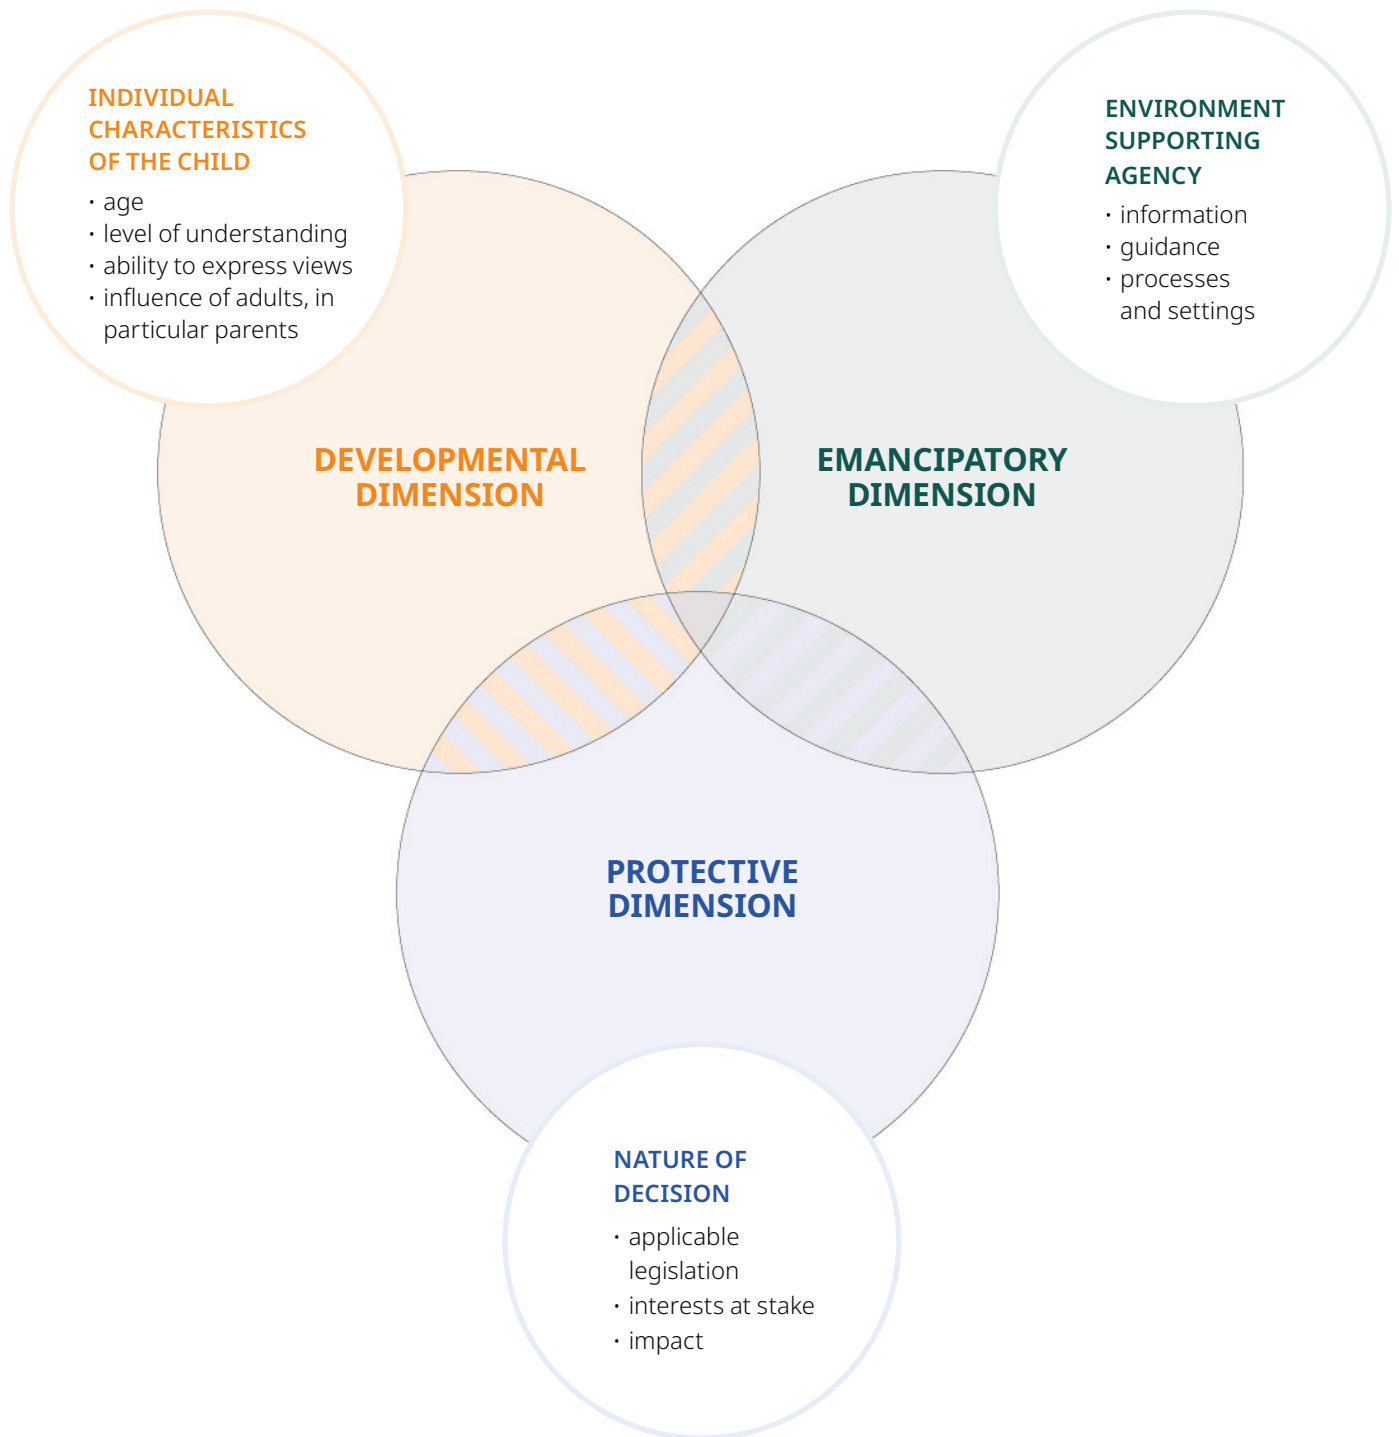 INDIVIDUAL
CHARACTERISTICS
OF THE CHILD
· age
· level of understanding
· ability to express views
· influence of adults, in
particular parents
ENVIRONMENT
SUPPORTING
AGENCY
· information
· guidance
· processes
and settings
DEVELOPMENTAL
DIMENSION
EMANCIPATORY
DIMENSION
PROTECTIVE
DIMENSION
NATURE OF
DECISION
· applicable
legislation
· interests at stake
· impact